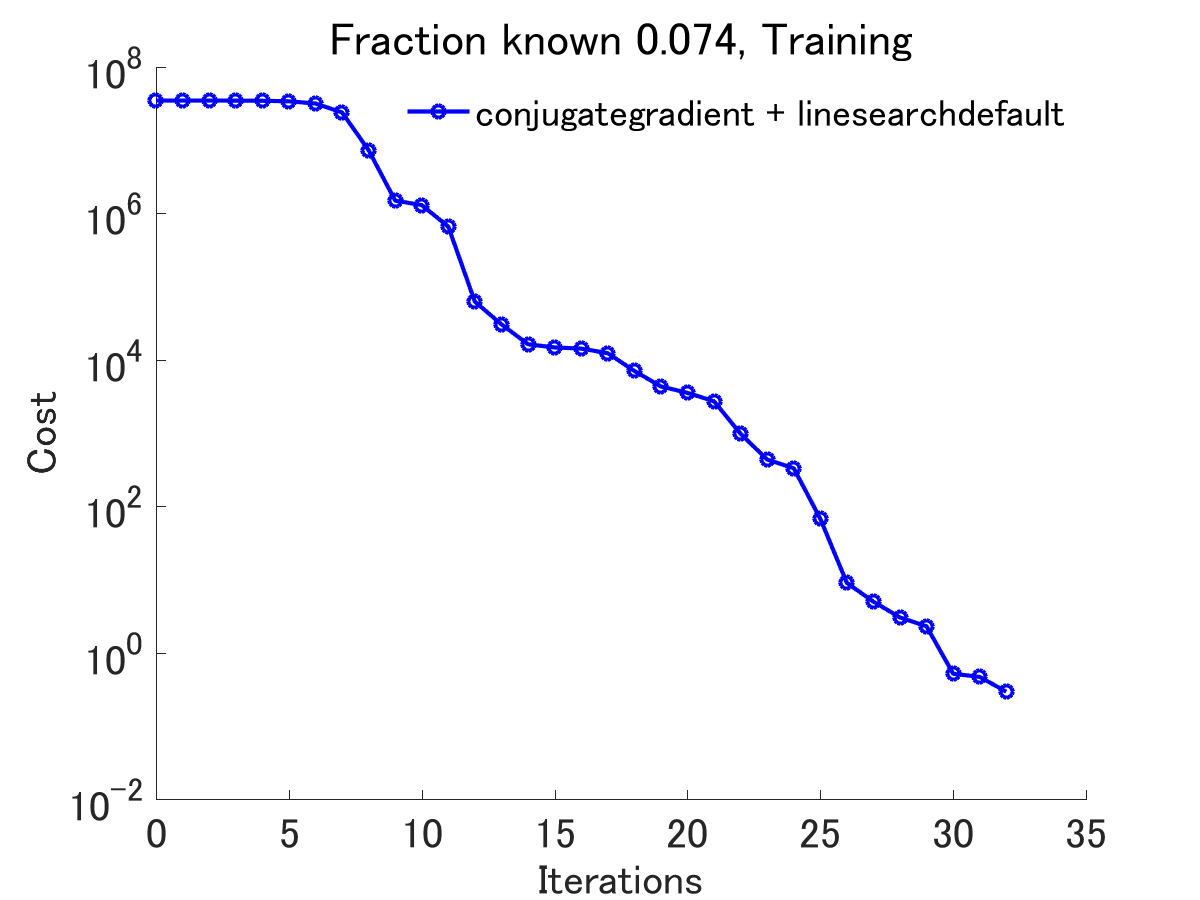 Fraction known 0.074, Training
conjugategradient + linesearchdefault
10^8
10^6
10^4
10^2
10^0
10^-2
Cost
0 5 10 15 20 25 30 35
Iterations